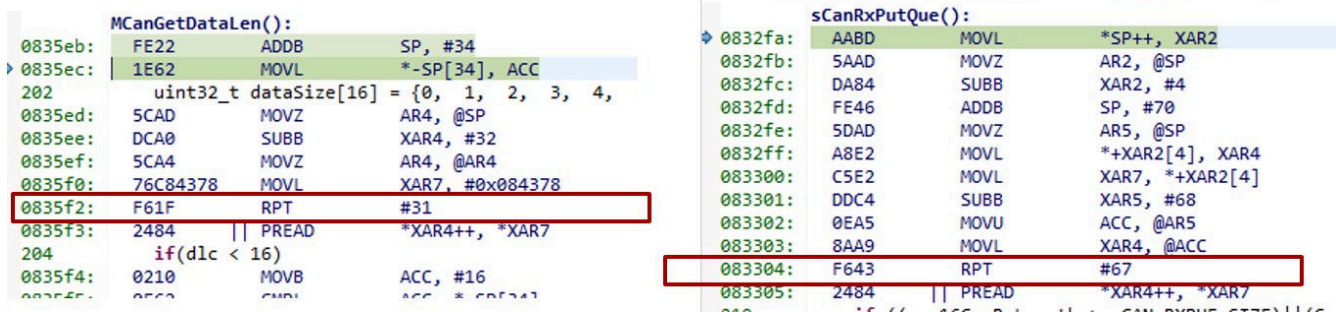 MCanGetDataLen():
0835eb: FE22 ADDB SP, #34
0835ec: 1E62 MOVL *-SP[34], ACC
202 uint32_t dataSize[16] = {0, 1, 2, 3, 4,
0835ed: 5CAD MOVZ AR4, @SP
0835ee: DCA0 SUBB XAR4, #32
0835ef: 5CA4 MOVZ AR4, @AR4
0835f0: 76C84378 MOVL XAR7, #0x084378
0835f2: F61F RPT #31
0835f3: 2484 || PREAD *XAR4++, *XAR7
204 if(dlc < 16)
0835f4: 0210 MOVB ACC, #16
sCanRxPutQue():
0832fa: AABD MOVL *SP++, XAR2
0832fb: 5AAD MOVZ AR2, @SP
0832fc: DA84 SUBB XAR2, #4
0832fd: FE46 ADDB SP, #70
0832fe: 5DAD MOVZ AR5, @SP
0832ff: A8E2 MOVL *+XAR2[4], XAR4
083300: C5E2 MOVL XAR7, *+XAR2[4]
083301: DDC4 SUBB XAR5, #68
083302: 0EA5 MOVU ACC, @AR5
083303: 8AA9 MOVL XAR4, @ACC
083304: F643 RPT #67
083305: 2484 || PREAD *XAR4++, *XAR7